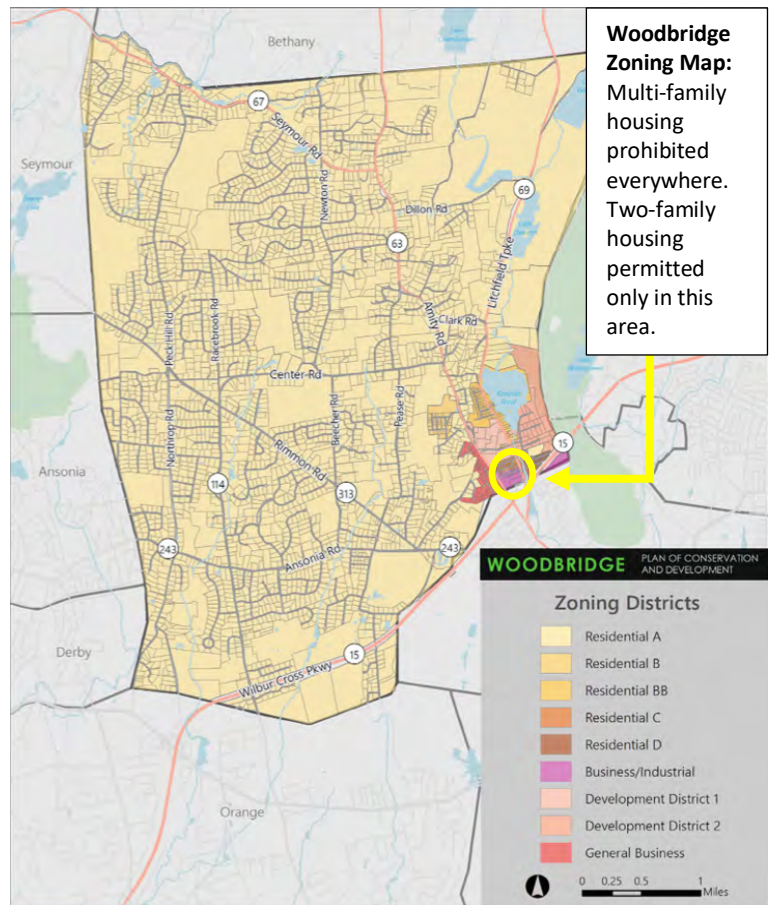 Woodbridge
Zoning Map:
Multi-family
housing
prohibited
everywhere.
Two-family
housing
permitted
only in this
area.
Bethany
67
Seymour Rd
Seymour
Newton Rd
69
Dillon Rd
63
Litchfield Tpke
Amity Rd
Clark Rd
Peck Hill Rd
Racebrook Rd
Center Rd
Beecher Rd
Pease Rd
Northrop Rd
Rimmon Rd
15
Ansonia
114
313
243
Ansonia Rd
243
Derby
15
Wilbur Cross Pkwy
Orange
WOODBRIDGE
PLAN OF CONSERVATION
AND DEVELOPMENT
Zoning Districts
Residential A
Residential B
Residential BB
Residential C
Residential D
Business/Industrial
Development District 1
Development District 2
General Business
0 0.25 0.5 1
Miles